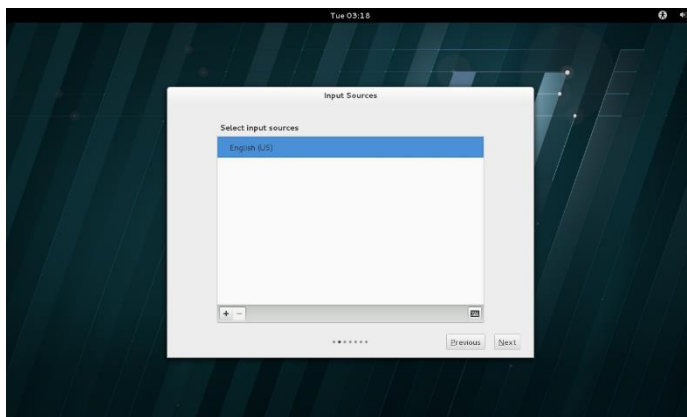 Tue 03:18
Input Sources
Select input sources
English (US)
+ -
Previous Next